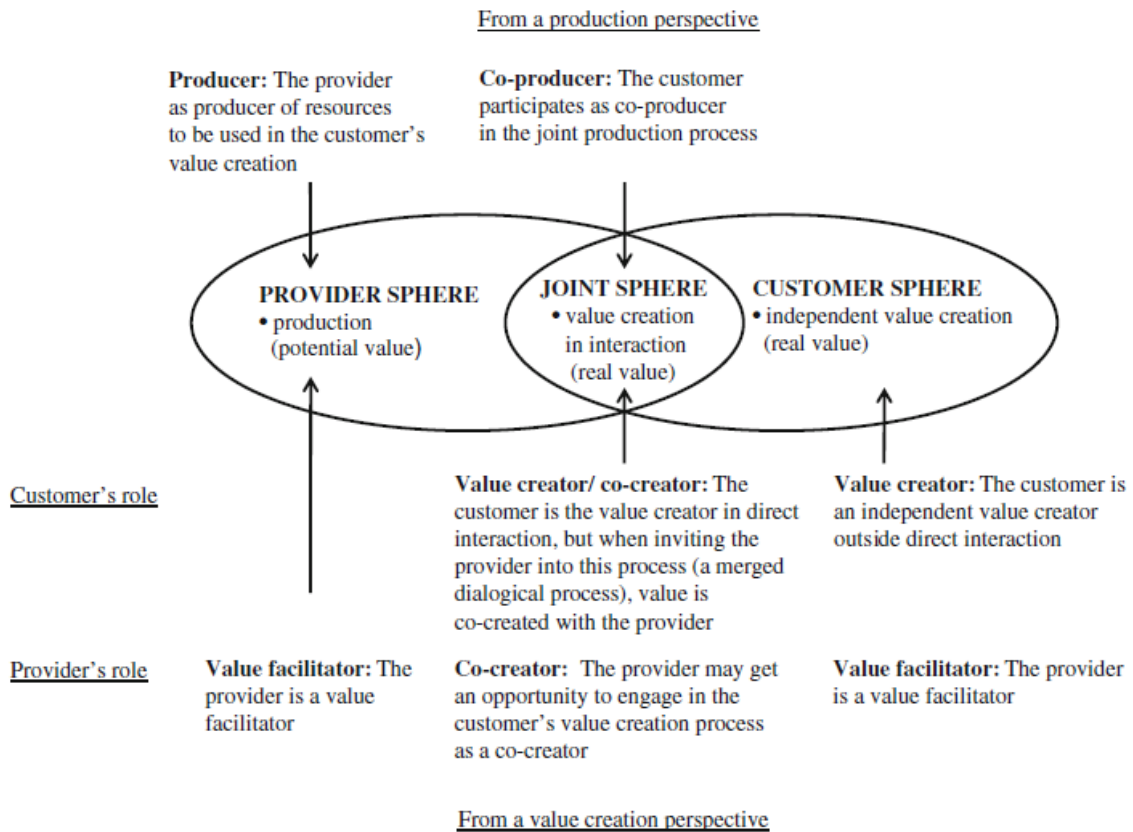 From a production perspective
Producer: The provider
as producer of resources
to be used in the customer's
value creation
Co-producer: The customer
participates as co-producer
in the joint production process
PROVIDER SPHERE
• production
(potential value)
JOINT SPHERE
• value creation
in interaction
(real value)
CUSTOMER SPHERE
• independent value creation
(real value)
Customer's role
Value creator/ co-creator: The
customer is the value creator in direct
interaction, but when inviting the
provider into this process (a merged
dialogical process), value is
co-created with the provider
Value creator: The customer is
an independent value creator
outside direct interaction
Provider's role
Value facilitator: The
provider is a value
facilitator
Co-creator: The provider may get
an opportunity to engage in the
customer's value creation process
as a co-creator
Value facilitator: The provider
is a value facilitator
From a value creation perspective